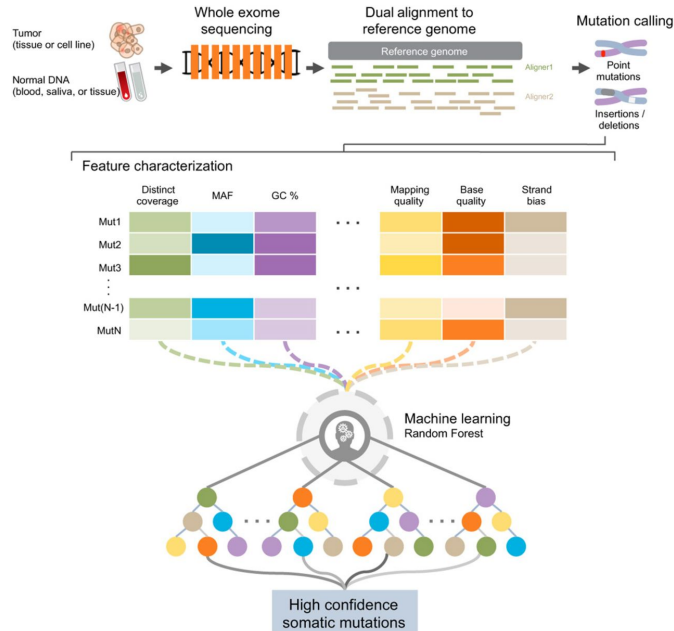 Tumor
(tissue or cell line)
Normal DNA
(blood, saliva, or tissue)
Whole exome
sequencing
Dual alignment to
reference genome
Reference genome
Aligner1
Aligner2
Mutation calling
Point
mutations
Insertions /
deletions
Feature characterization
Distinct
coverage
MAF
GC %
Mapping
quality
Base
quality
Strand
bias
Mut1
Mut2
Mut3
Mut(N-1)
MutN
Machine learning
Random Forest
High confidence
somatic mutations